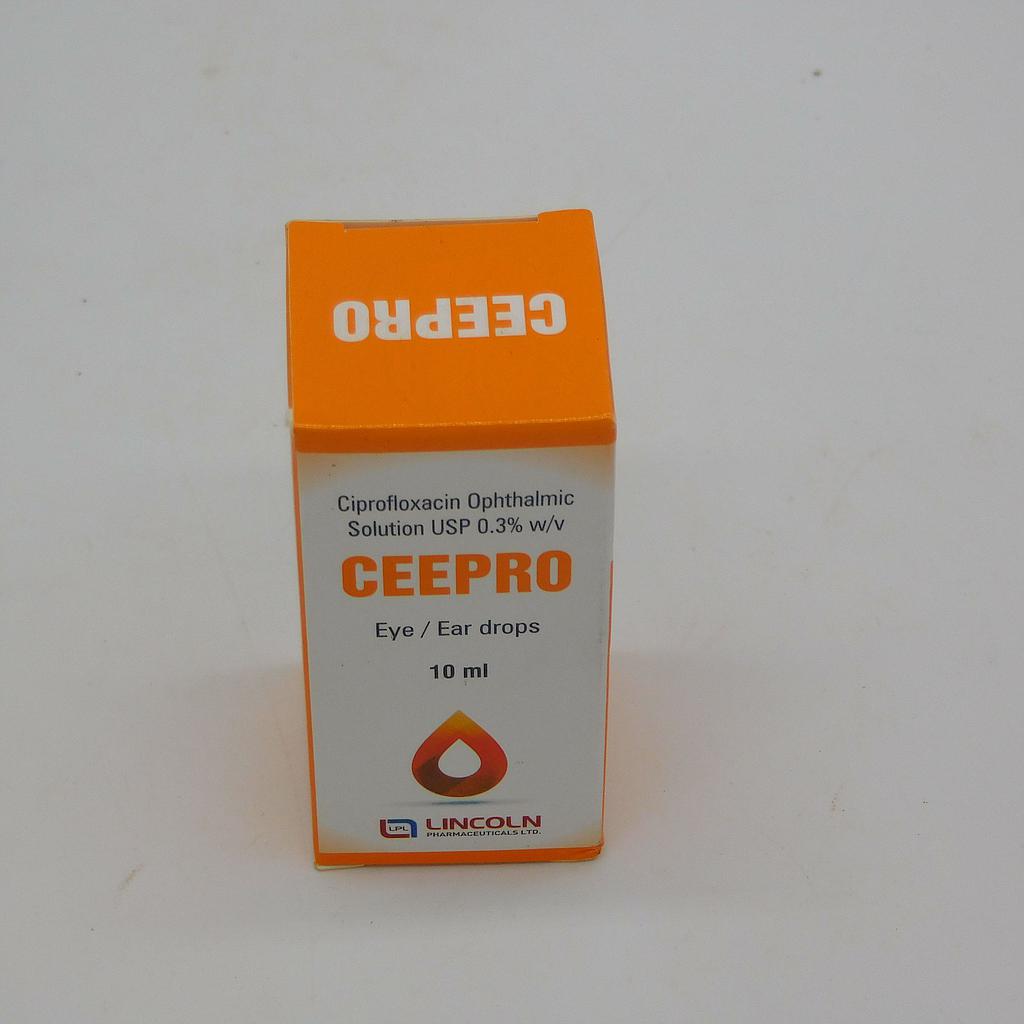 CEEPRO
Ciprofloxacin Ophthalmic
Solution USP 0.3% w/v
CEEPRO
Eye / Ear drops
10 ml
LPL LINCOLN
PHARMACEUTICALS LTD.